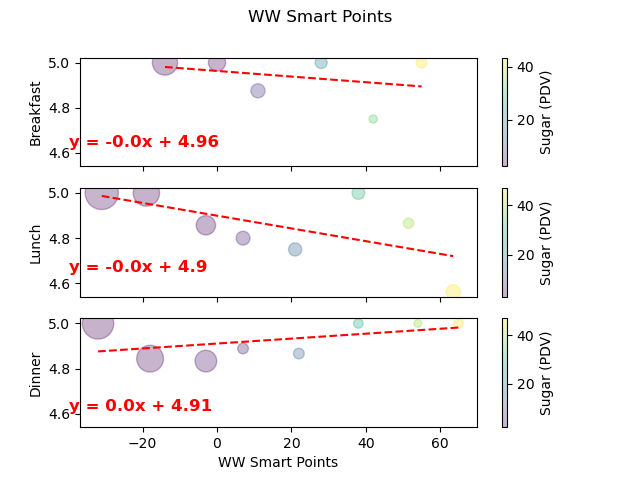 WW Smart Points
5.0
4.8
4.6
Breakfast
y = -0.0x + 4.96
40
20
Sugar (PDV)
5.0
4.8
4.6
Lunch
y = -0.0x + 4.9
40
20
Sugar (PDV)
5.0
4.8
4.6
Dinner
y = 0.0x + 4.91
40
20
Sugar (PDV)
−20 0 20 40 60
WW Smart Points